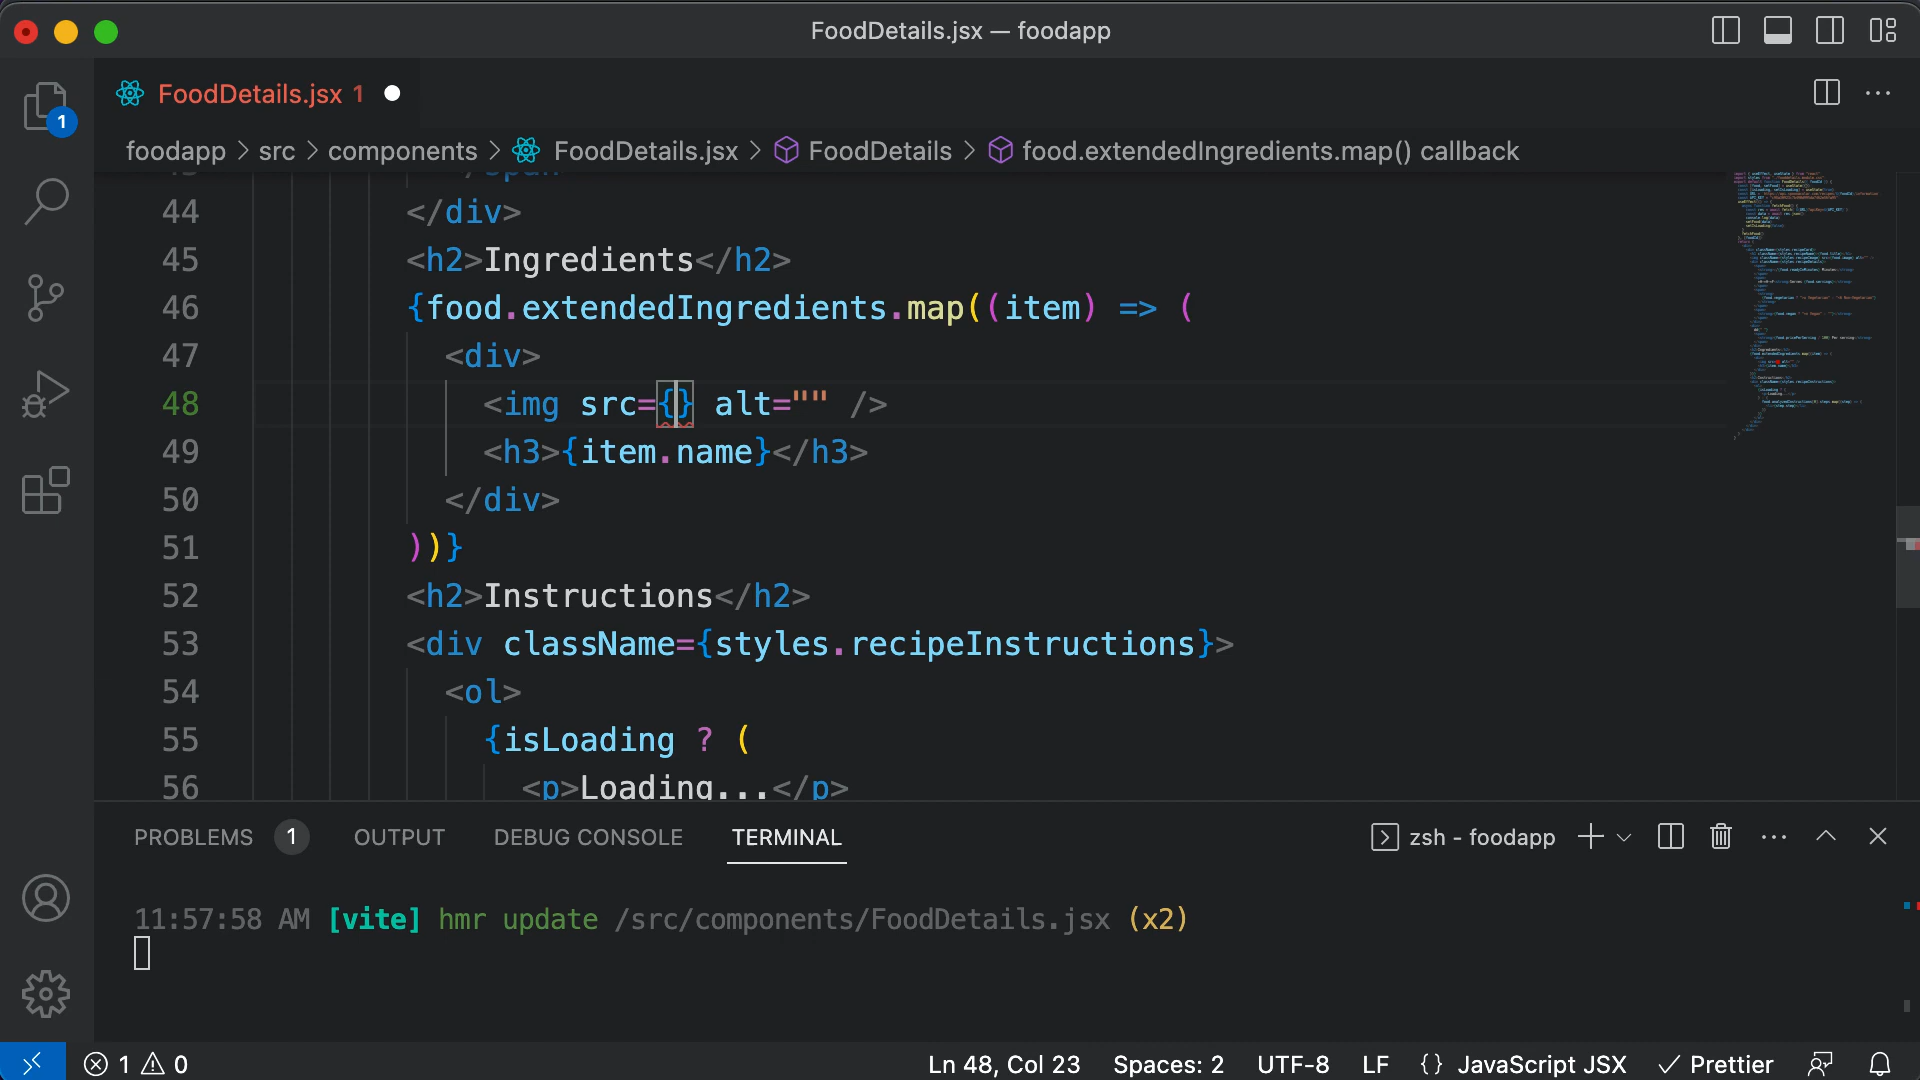 FoodDetails.jsx — foodapp
1
FoodDetails.jsx 1
foodapp > src > components > FoodDetails.jsx > FoodDetails > food.extendedIngredients.map() callback
44 </div>
45 <h2>Ingredients</h2>
46 {food.extendedIngredients.map((item) => (
47 <div>
48 <img src={} alt="" />
49 <h3>{item.name}</h3>
50 </div>
51 ))}
52 <h2>Instructions</h2>
53 <div className={styles.recipeInstructions}>
54 <ol>
55 {isLoading ? (
56 <p>Loading...</p>
PROBLEMS 1 OUTPUT DEBUG CONSOLE TERMINAL zsh - foodapp
11:57:58 AM [vite] hmr update /src/components/FoodDetails.jsx (x2)
1 0 Ln 48, Col 23 Spaces: 2 UTF-8 LF {} JavaScript JSX Prettier